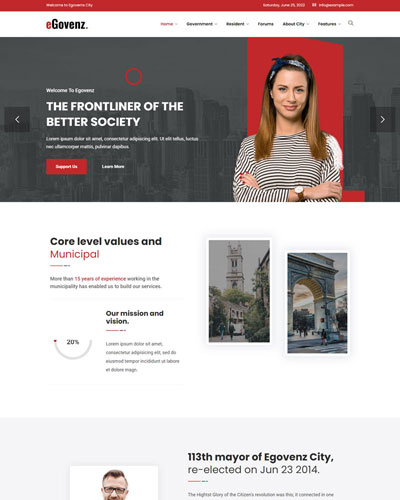 Welcome to Egovenz City
Saturday, June 25, 2022
info@example.com
eGovenz.
Home
Government
Resident
Forums
About City
Features
Welcome To Egovenz
THE FRONTLINER OF THE
BETTER SOCIETY
Lorem ipsum dolor sit amet, consectetur adipiscing elit. Ut elit tellus, luctus
nec ullamcorper mattis, pulvinar dapibus
Support Us
Learn More
Core level values and
Municipal
More than 15 years of experience working in the
municipality has enabled us to build our services.
Our mission and
vision.
20%
Lorem ipsum dolor sit amet,
consectetur adipisicing elit, sed do
eiusmod tempor incididunt ut labore
et dolore magn.
113th mayor of Egovenz City,
re-elected on Jun 23 2014.
The Hightst Glory of the Citizen's revolution was this, it connected in one